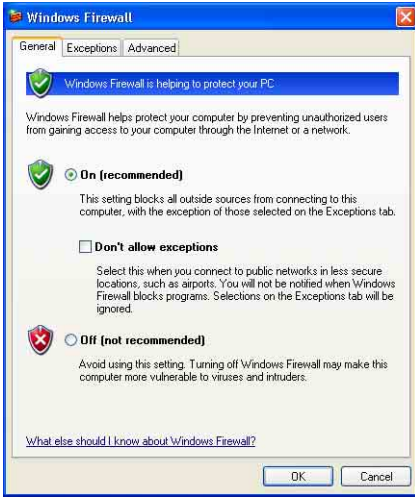 Windows Firewall
General Exceptions Advanced
Windows Firewall is helping to protect your PC
Windows Firewall helps protect your computer by preventing unauthorized users
from gaining access to your computer through the Internet or a network.
On (recommended)
This setting blocks all outside sources from connecting to this
computer, with the exception of those selected on the Exceptions tab.
Don't allow exceptions
Select this when you connect to public networks in less secure
locations, such as airports. You will not be notified when Windows
Firewall blocks programs. Selections on the Exceptions tab will be
ignored.
Off (not recommended)
Avoid using this setting. Turning off Windows Firewall may make this
computer more vulnerable to viruses and intruders.
What else should I know about Windows Firewall?
OK Cancel